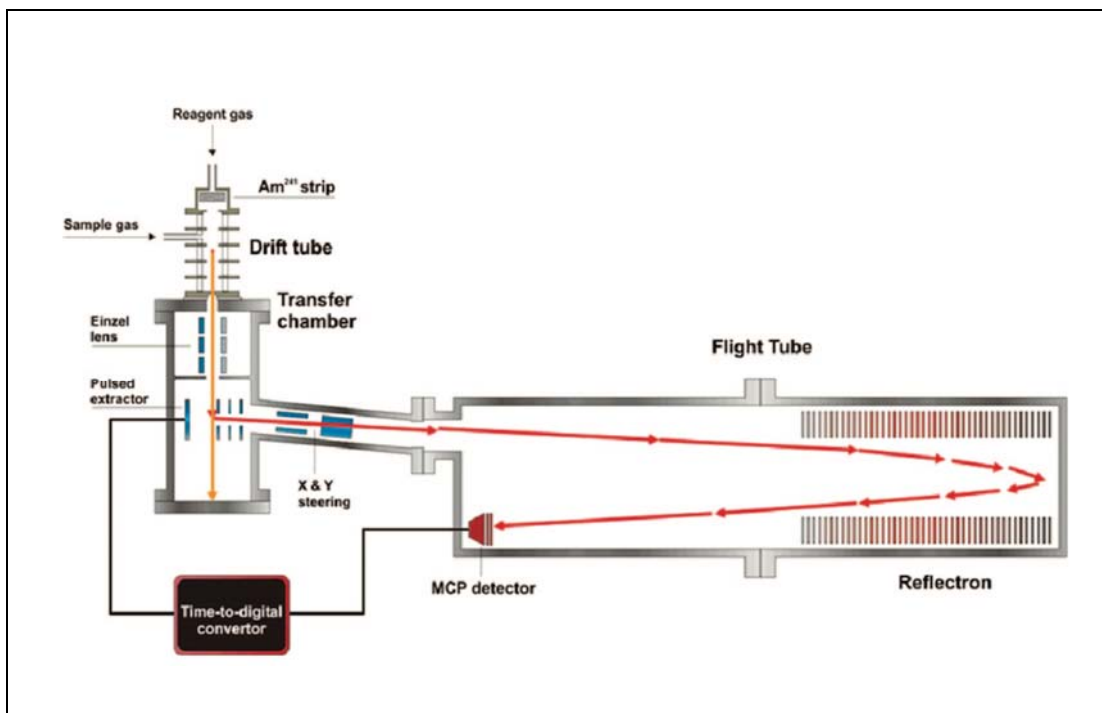 Reagent gas
Am²⁴¹ strip
Sample gas
Drift tube
Transfer
chamber
Einzel
lens
Flight Tube
Pulsed
extractor
X & Y
steering
MCP detector
Reflectron
Time-to-digital
convertor